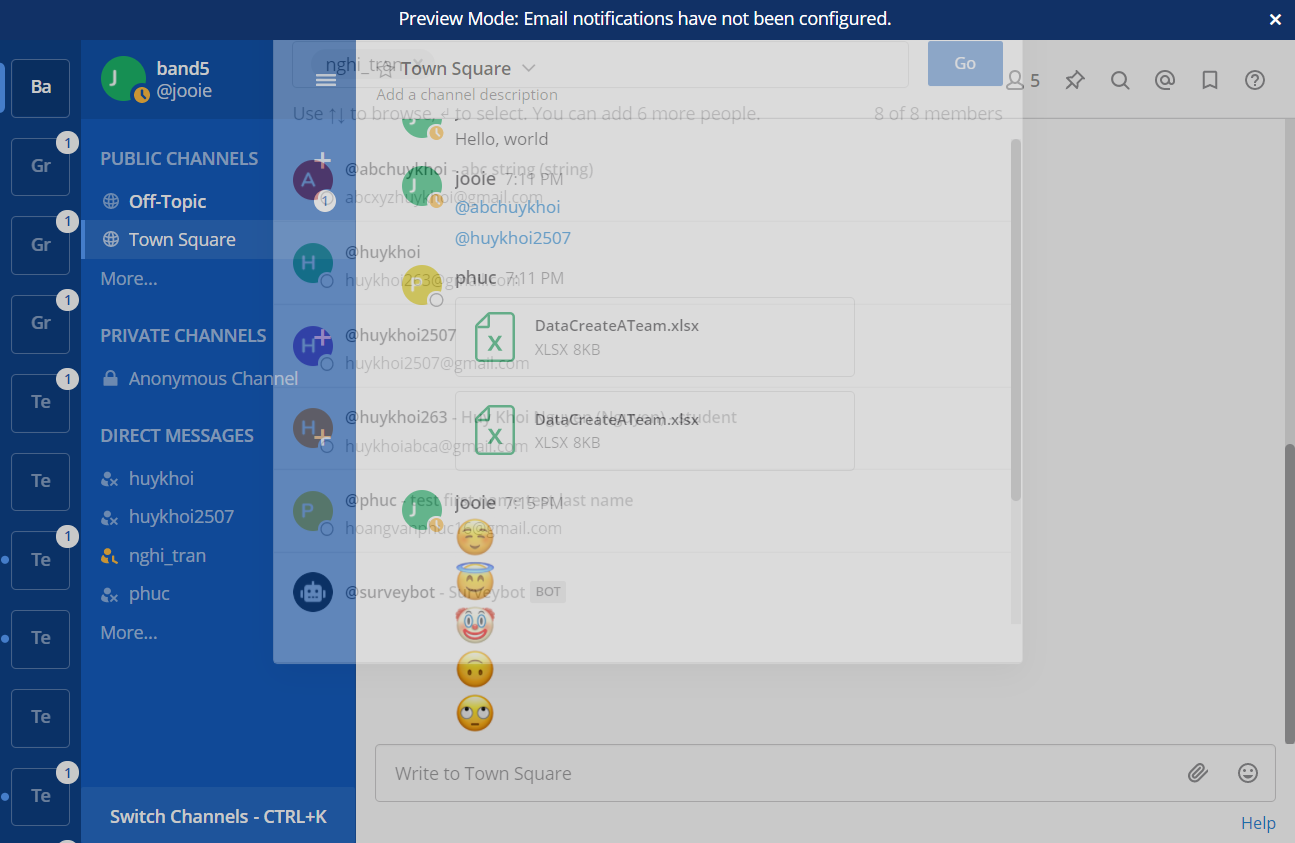 Preview Mode: Email notifications have not been configured.
Ba
Gr
1
Gr
1
Gr
1
Te
1
Te
Te
1
Te
Te
Te
1
J
band5
@jooie
PUBLIC CHANNELS
Off-Topic
Town Square
More...
PRIVATE CHANNELS
Anonymous Channel
DIRECT MESSAGES
huykhoi
huykhoi2507
nghi_tran
phuc
More...
Switch Channels - CTRL+K
nghi_tran
Go
Use ↑↓ to browse, ↲ to select. You can add 6 more people.
8 of 8 members
A
1
@abchuykhoi - abc string (string)
abcxyzhuykhoi@gmail.com
H
@huykhoi
huykhoi263@gmail.com
H
@huykhoi2507
huykhoi2507@gmail.com
H
@huykhoi263 - Huy Khoi Nguyen (Nguyen) - student
huykhoiabca@gmail.com
P
@phuc - test first name test last name
@surveybot - Surveybot BOT
Town Square
Add a channel description
5
Hello, world
J
jooie 7:11 PM
@abchuykhoi
@huykhoi2507
P
phuc 7:11 PM
X
DataCreateATeam.xlsx
XLSX 8KB
X
DataCreateATeam.xlsx
XLSX 8KB
J
jooie 7:15 PM
Write to Town Square
Help